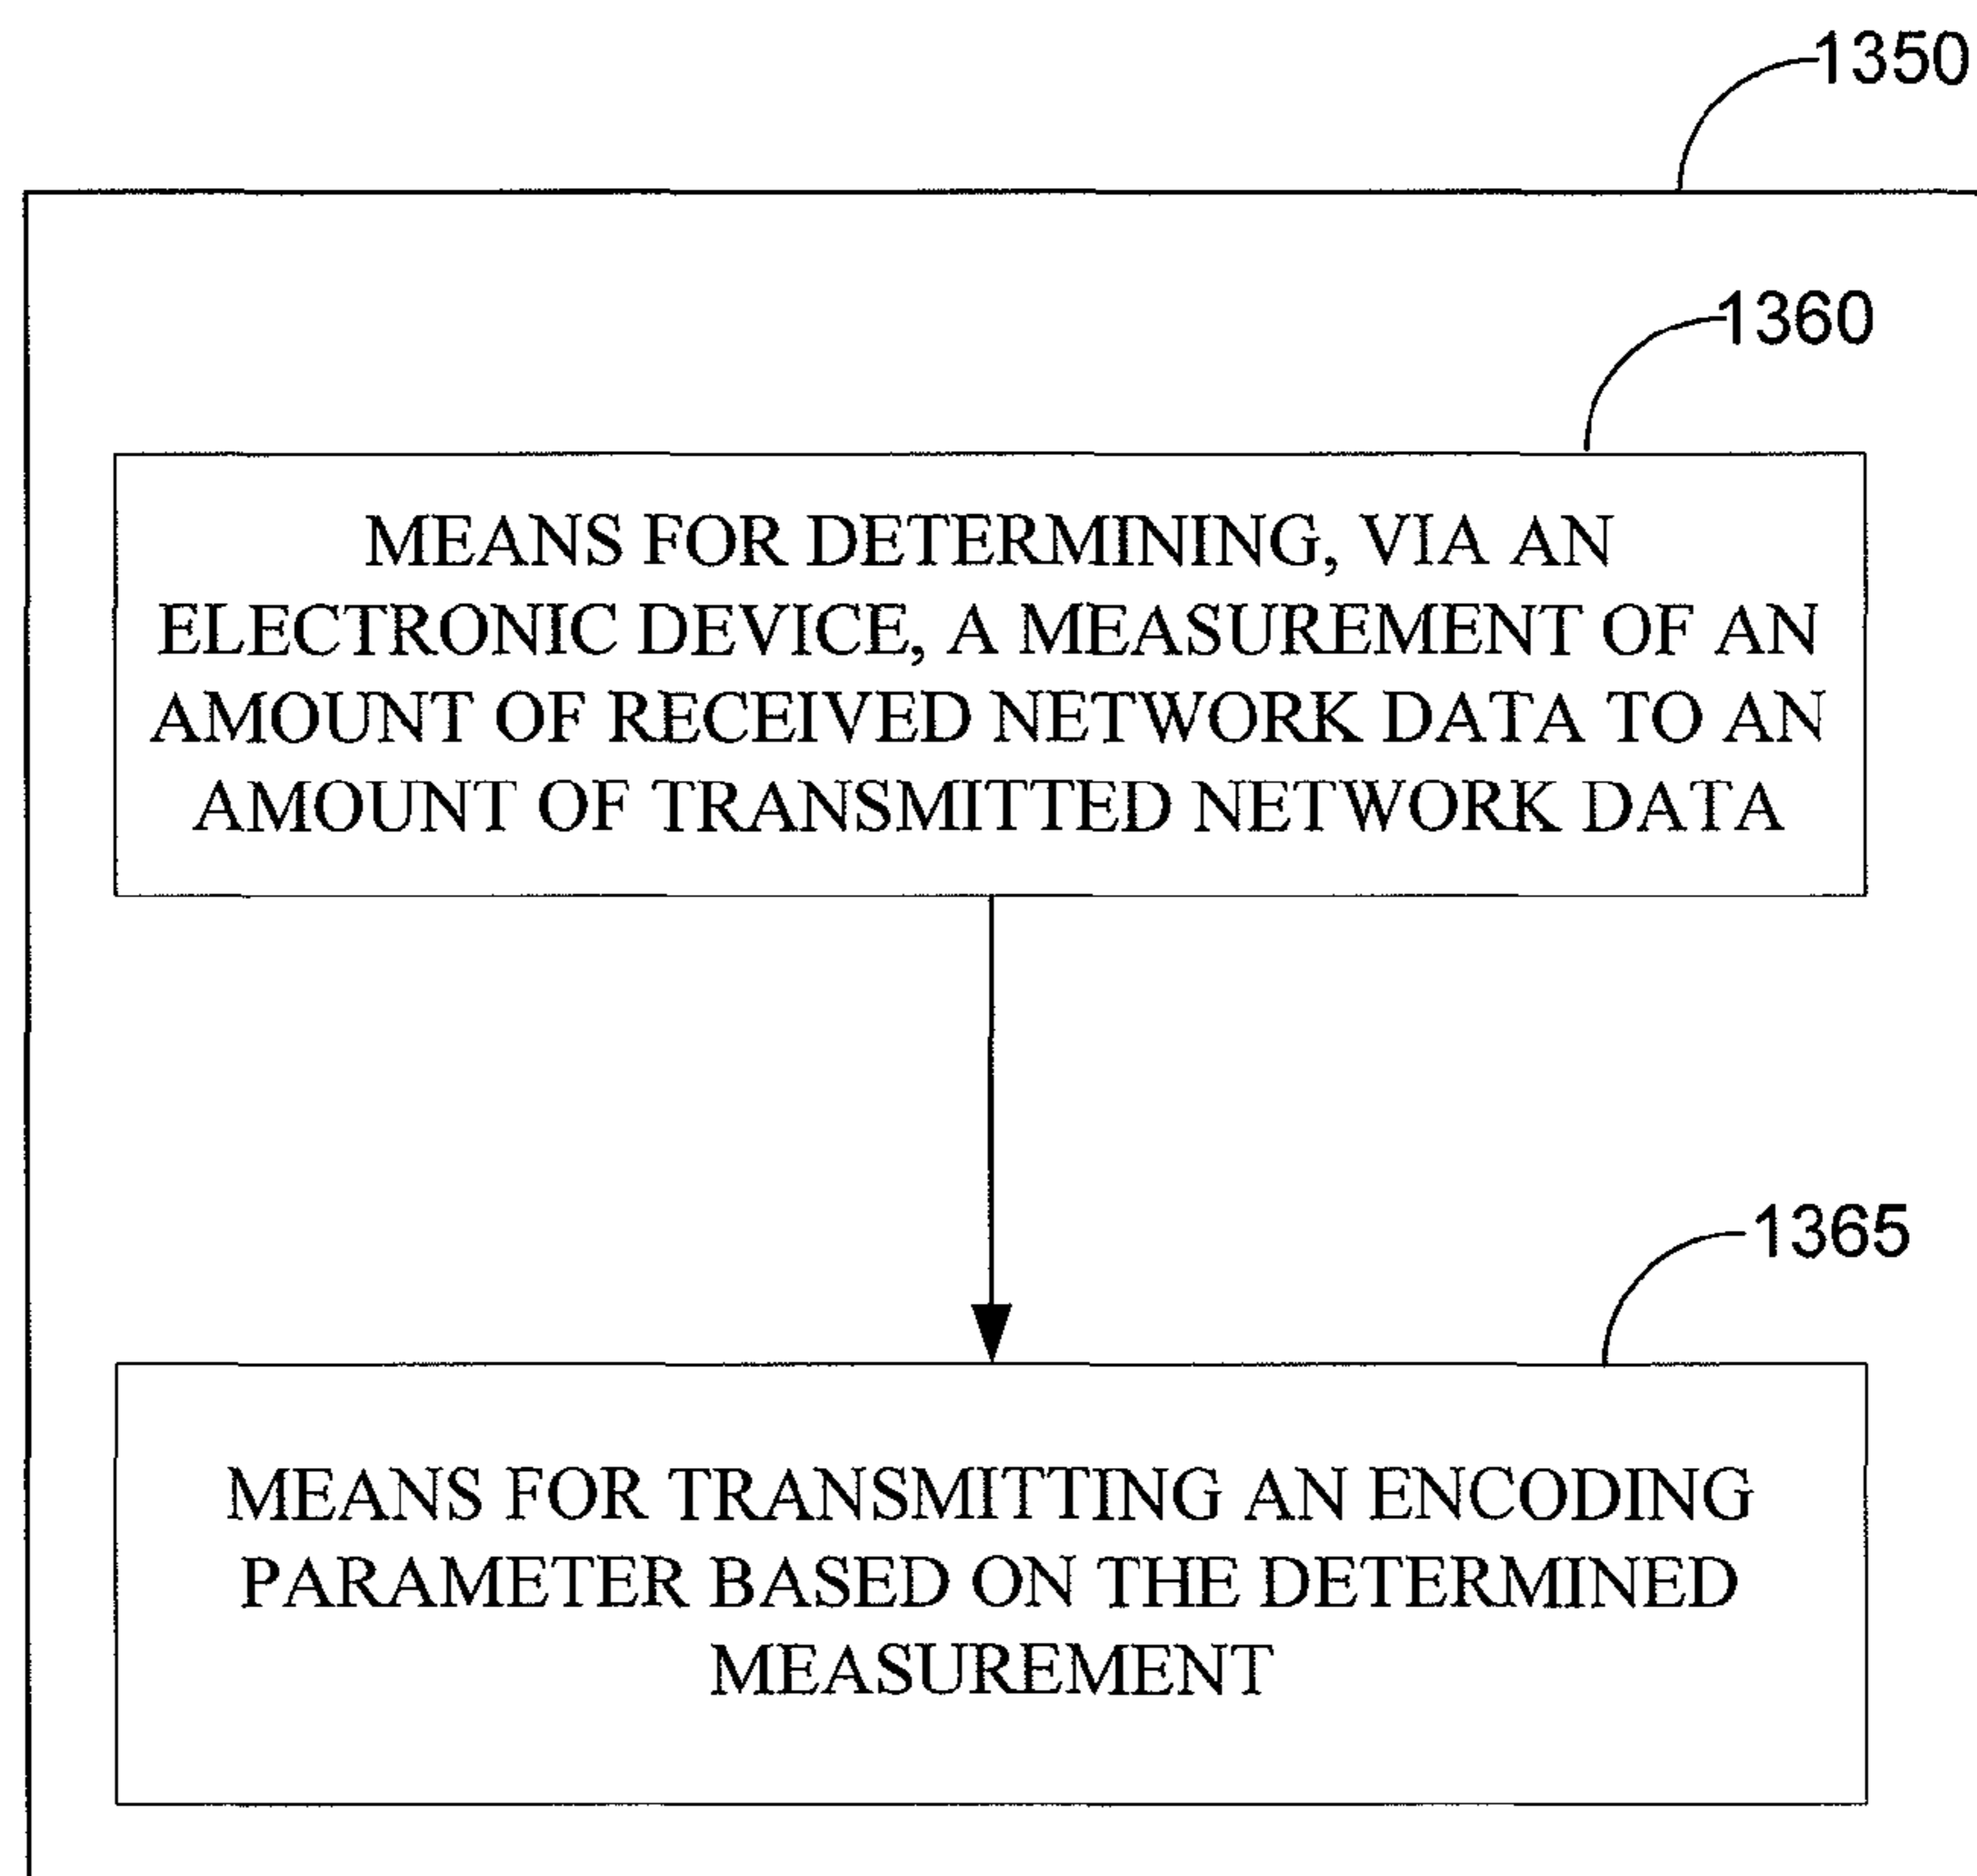 1350
1360
MEANS FOR DETERMINING, VIA AN
ELECTRONIC DEVICE, A MEASUREMENT OF AN
AMOUNT OF RECEIVED NETWORK DATA TO AN
AMOUNT OF TRANSMITTED NETWORK DATA
1365
MEANS FOR TRANSMITTING AN ENCODING
PARAMETER BASED ON THE DETERMINED
MEASUREMENT